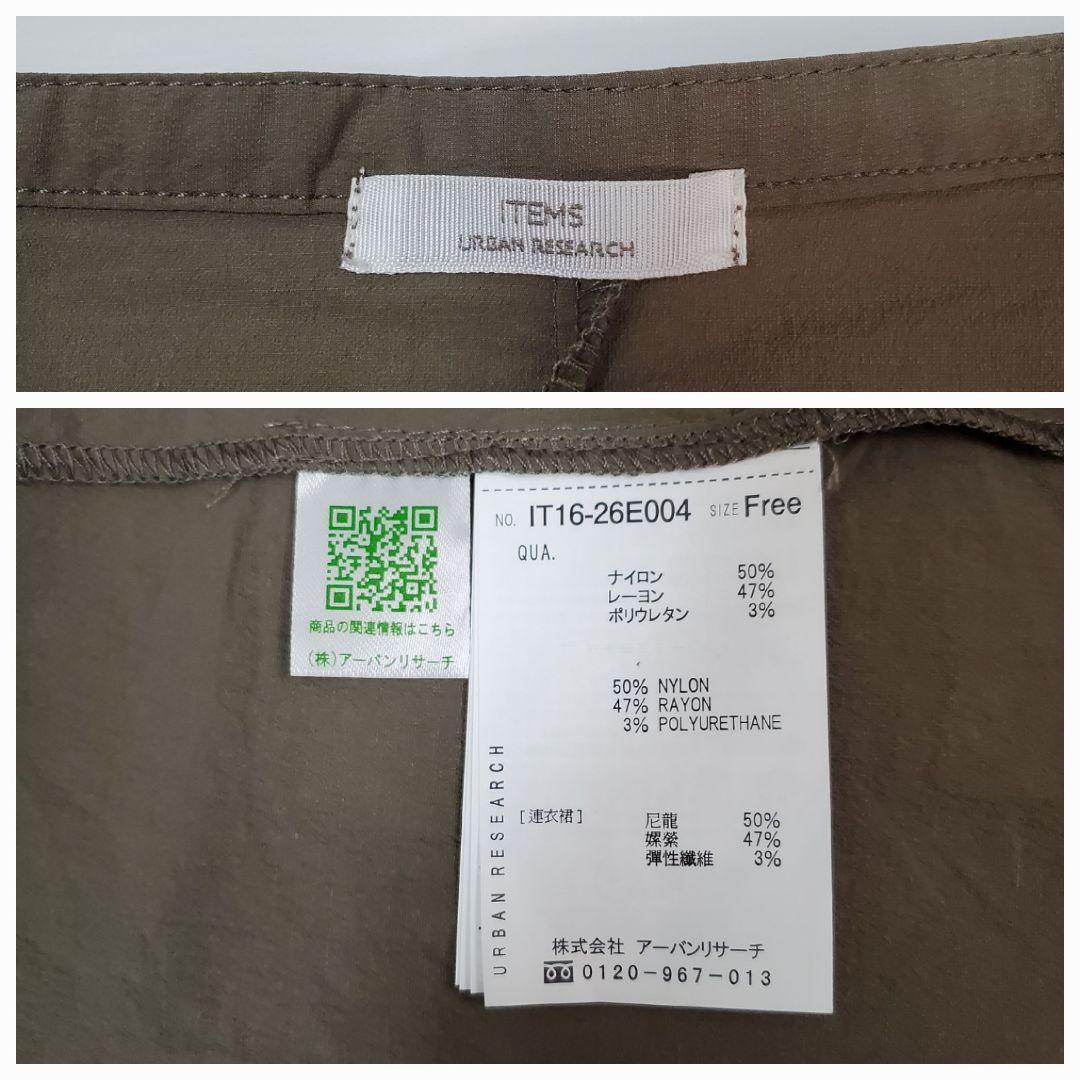 ITEMS
URBAN RESEARCH
商品の関連情報はこちら
(株)アーバンリサーチ
NO. IT16-26E004 SIZE Free
QUA.
ナイロン 50%
レーヨン 47%
ポリウレタン 3%
50% NYLON
47% RAYON
3% POLYURETHANE
[連衣裙] 尼龍 50%
嫘縈 47%
彈性纖維 3%
URBAN RESEARCH
株式会社 アーバンリサーチ
0120-967-013